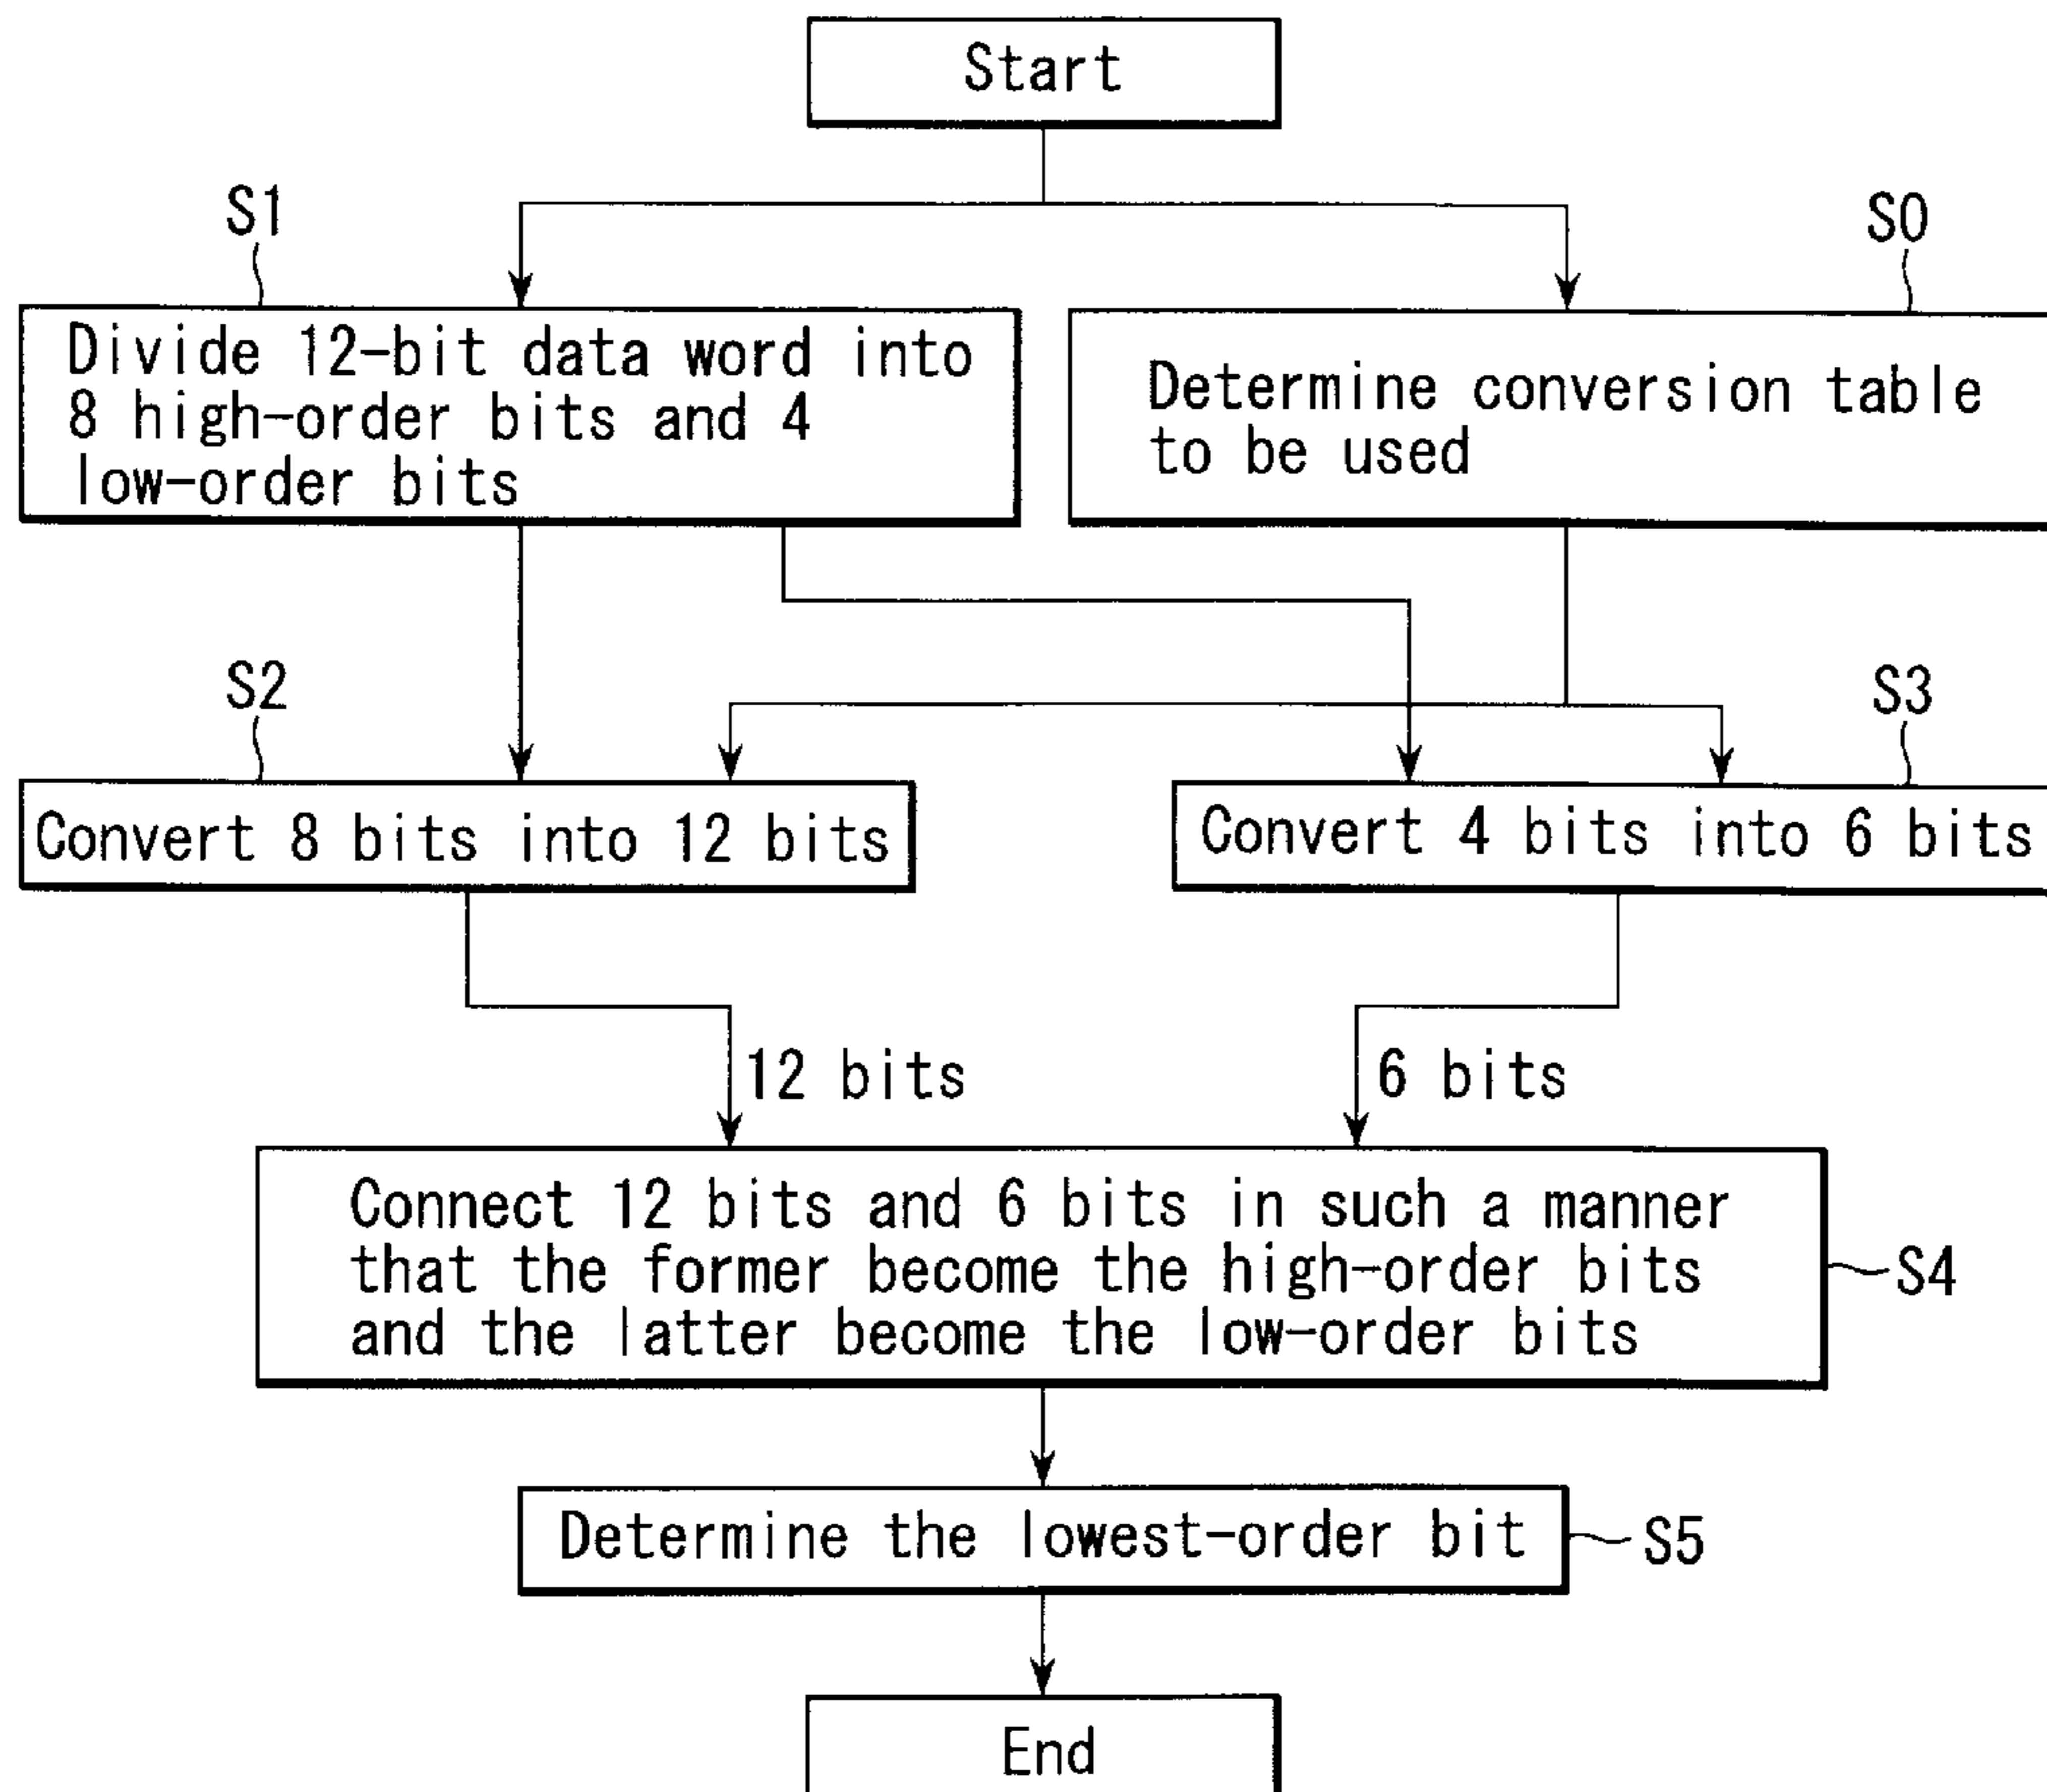 Start
S1
S0
Divide 12-bit data word into
8 high-order bits and 4
low-order bits
Determine conversion table
to be used
S2
S3
Convert 8 bits into 12 bits
Convert 4 bits into 6 bits
12 bits
6 bits
Connect 12 bits and 6 bits in such a manner
that the former become the high-order bits
and the latter become the low-order bits
S4
Determine the lowest-order bit
S5
End